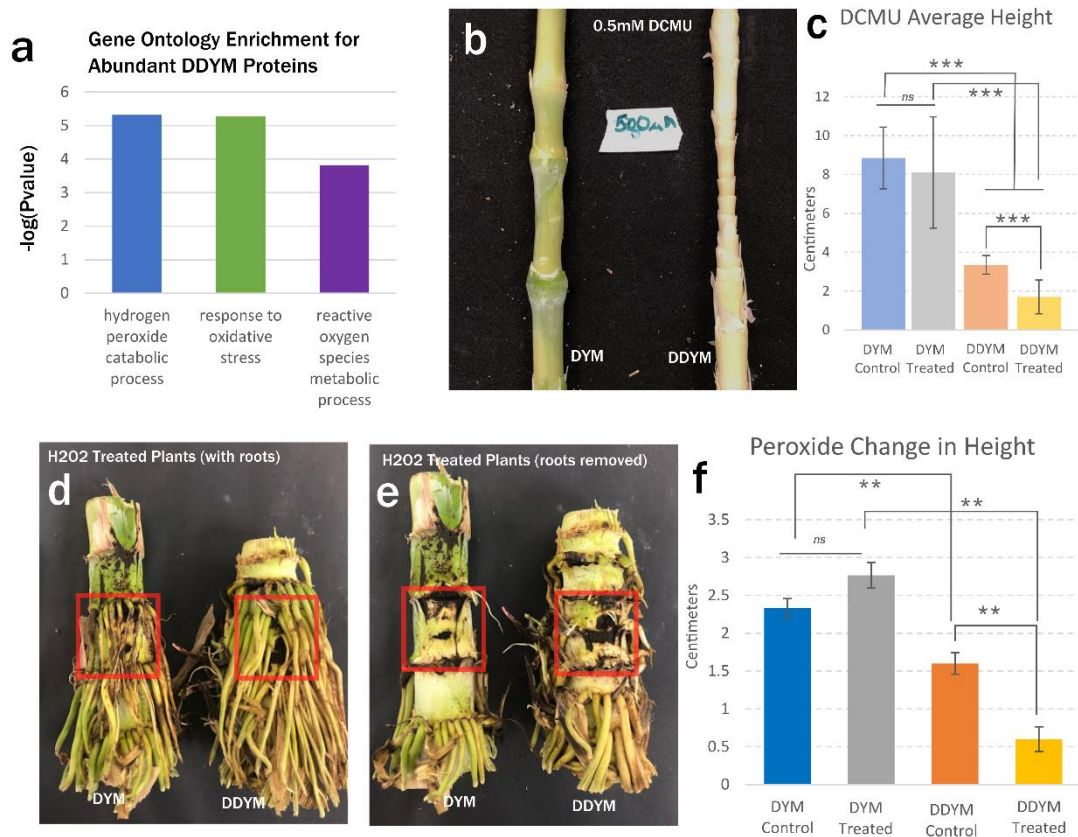 a
Gene Ontology Enrichment for
Abundant DDYM Proteins
-log(Pvalue)
6
5
4
3
2
1
0
hydrogen
peroxide
catabolic
process
response to
oxidative
stress
reactive
oxygen
species
metabolic
process
b
0.5mM DCMU
DYM
DDYM
c
DCMU Average Height
Centimeters
12
10
8
6
4
2
0
***
ns
***
***
DYM
Control
DYM
Treated
DDYM
Control
DDYM
Treated
H2O2 Treated Plants (with roots)
d
DYM
DDYM
H2O2 Treated Plants (roots removed)
e
DYM
DDYM
f
Peroxide Change in Height
Centimeters
3.5
3
2.5
2
1.5
1
0.5
0
**
**
ns
**
DYM
Control
DYM
Treated
DDYM
Control
DDYM
Treated